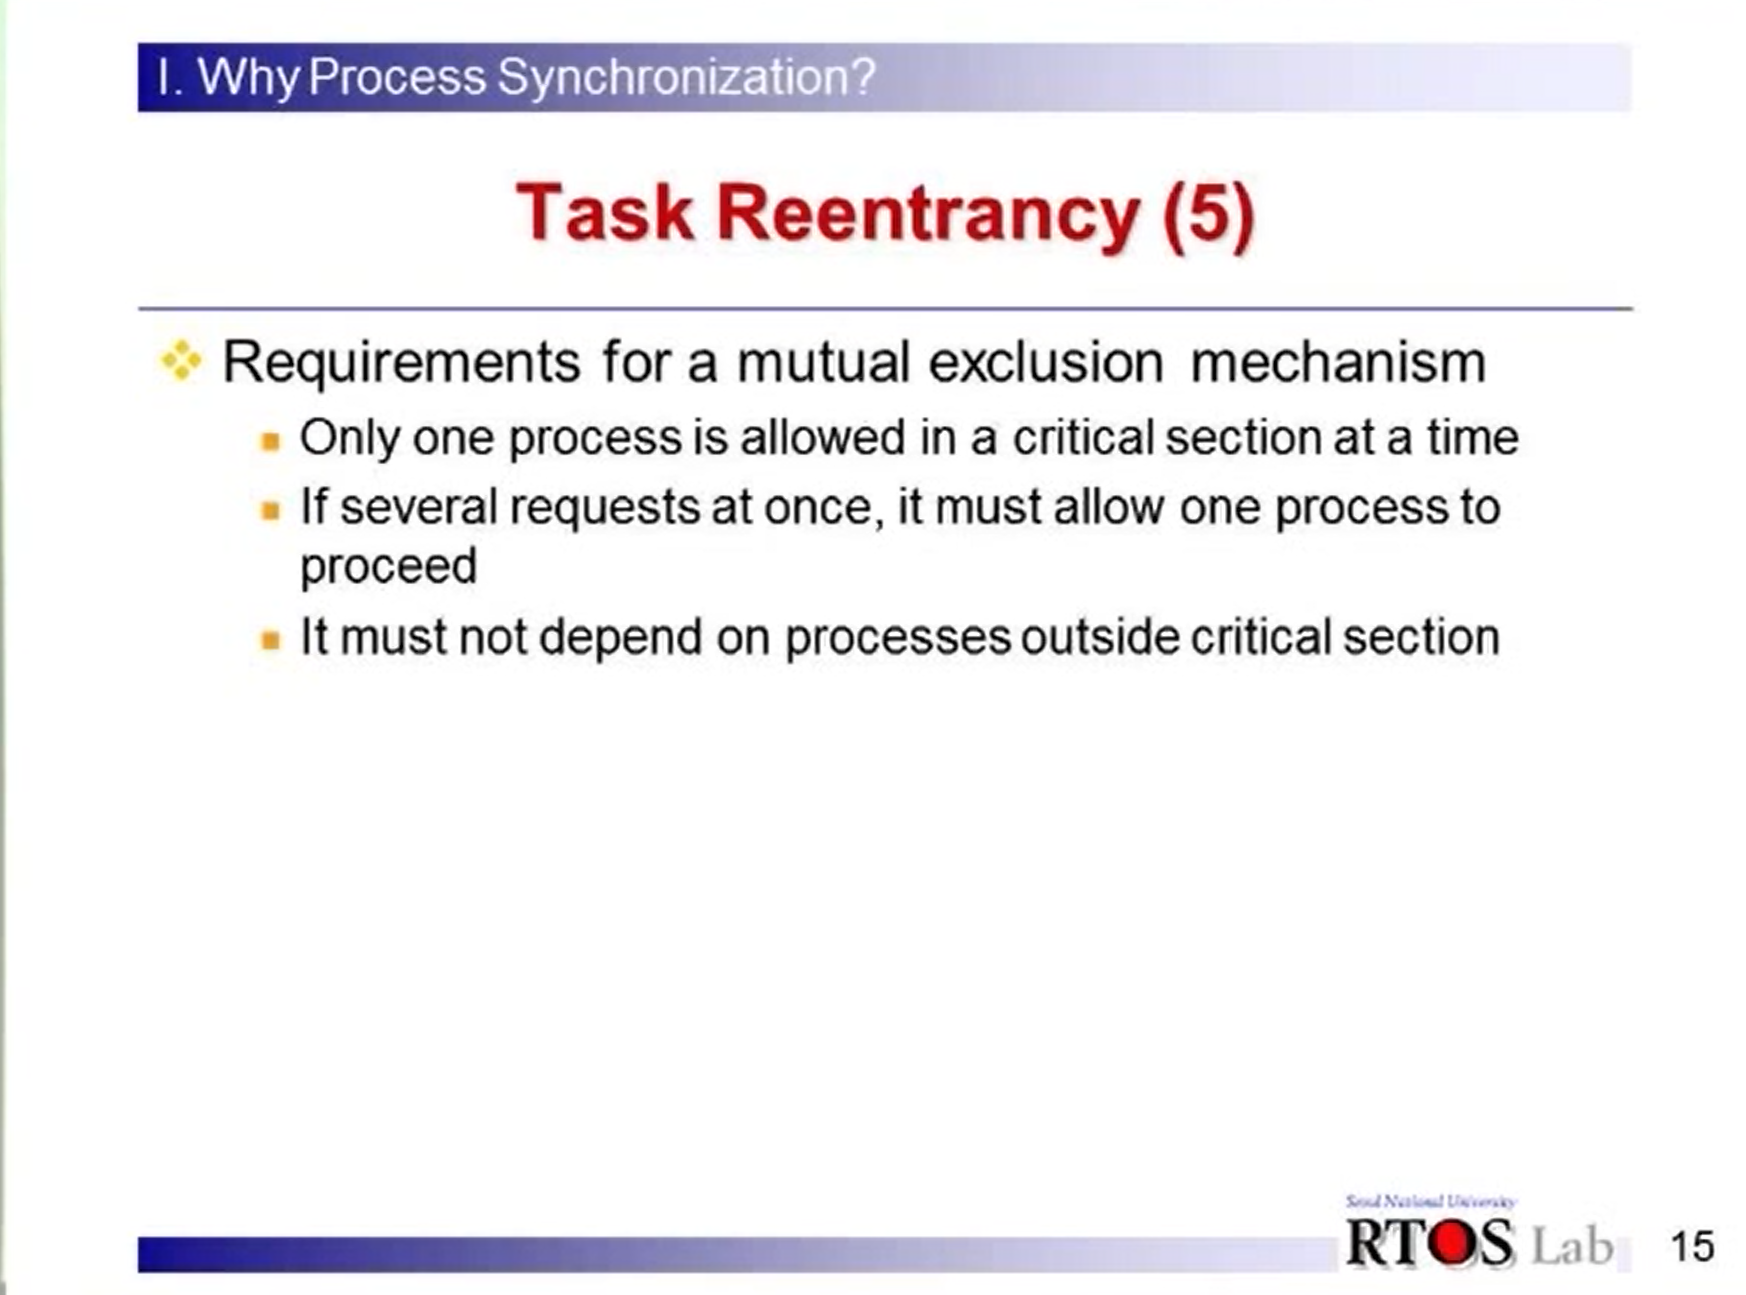 I. Why Process Synchronization?
Task Reentrancy (5)
Requirements for a mutual exclusion mechanism
Only one process is allowed in a critical section at a time
If several requests at once, it must allow one process to
proceed
It must not depend on processes outside critical section
Seoul National University
RTOS Lab
15